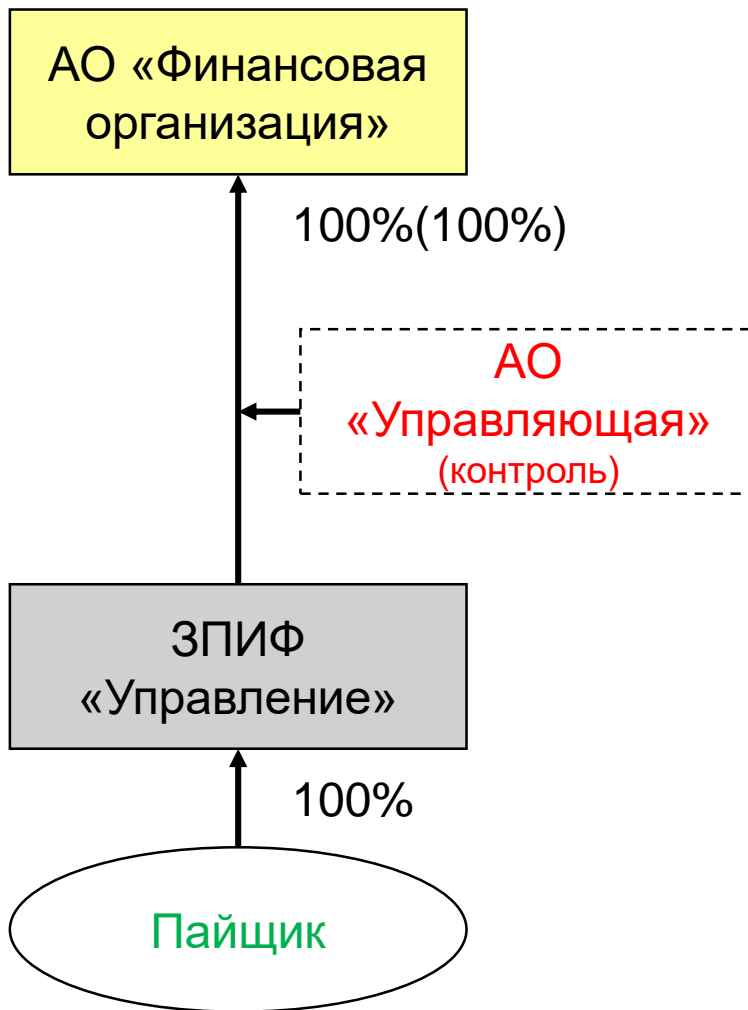 АО «Финансовая
организация»
100%(100%)
АО
«Управляющая»
(контроль)
ЗПИФ
«Управление»
100%
Пайщик